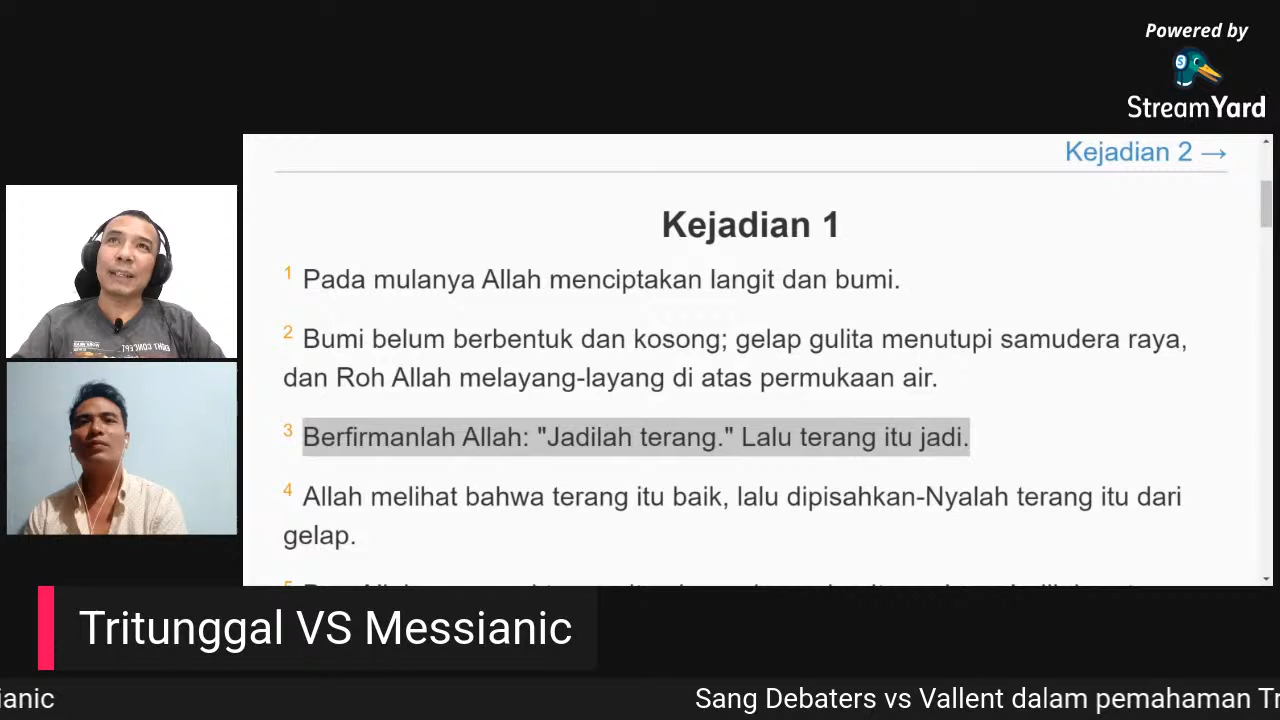 Powered by
StreamYard
Kejadian 2 →
Kejadian 1
1 Pada mulanya Allah menciptakan langit dan bumi.
2 Bumi belum berbentuk dan kosong; gelap gulita menutupi samudera raya,
dan Roh Allah melayang-layang di atas permukaan air.
3 Berfirmanlah Allah: "Jadilah terang." Lalu terang itu jadi.
4 Allah melihat bahwa terang itu baik, lalu dipisahkan-Nyalah terang itu dari
gelap.
Tritunggal VS Messianic
ianic
Sang Debaters vs Vallent dalam pemahaman Tr